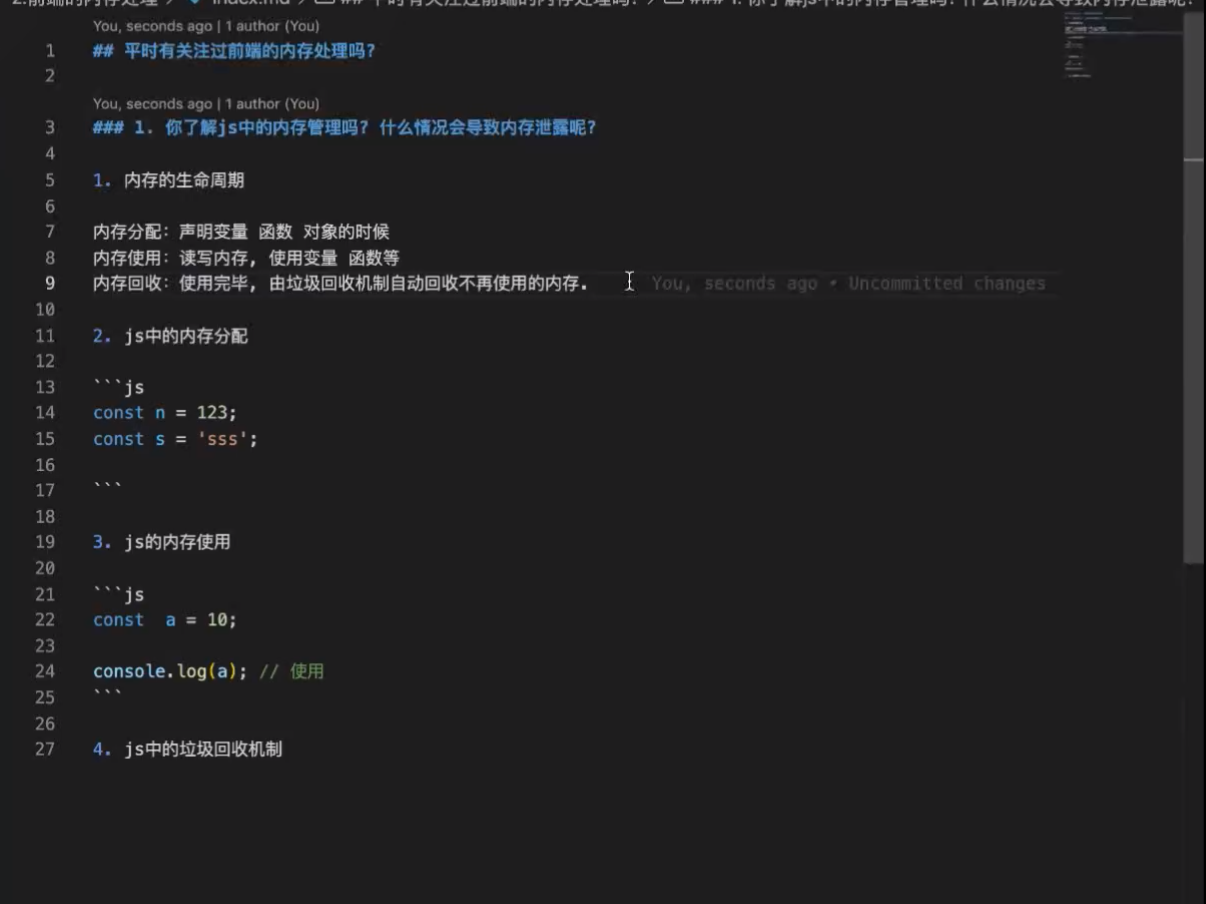 2.前端的内存处理 > index.md > ## 平时有关注过前端的内存处理吗? > ### 1. 你了解js中的内存管理吗? 什么情况会导致内存泄露呢?
You, seconds ago | 1 author (You)
1 ## 平时有关注过前端的内存处理吗?
2
You, seconds ago | 1 author (You)
3 ### 1. 你了解js中的内存管理吗? 什么情况会导致内存泄露呢?
4
5 1. 内存的生命周期
6
7 内存分配: 声明变量 函数 对象的时候
8 内存使用: 读写内存, 使用变量 函数等
9 内存回收: 使用完毕, 由垃圾回收机制自动回收不再使用的内存. You, seconds ago • Uncommitted changes
10
11 2. js中的内存分配
12
13 ```js
14 const n = 123;
15 const s = 'sss';
16
17 ```
18
19 3. js的内存使用
20
21 ```js
22 const  a = 10;
23
24 console.log(a); // 使用
25 ```
26
27 4. js中的垃圾回收机制